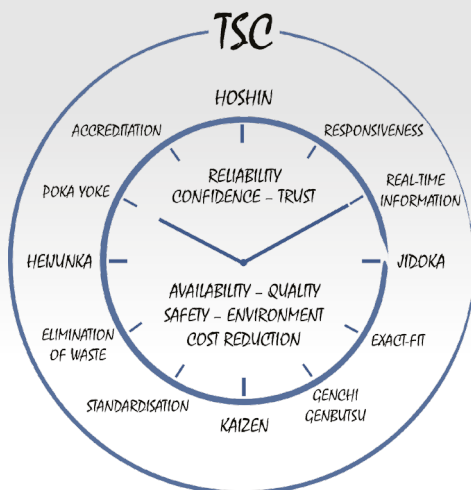 TSC
HOSHIN
ACCREDITATION
RESPONSIVENESS
RELIABILITY
CONFIDENCE – TRUST
POKA YOKE
REAL-TIME
INFORMATION
HEIJUNKA
JIDOKA
AVAILABILITY – QUALITY
SAFETY – ENVIRONMENT
COST REDUCTION
ELIMINATION
OF WASTE
EXACT-FIT
STANDARDISATION
GENCHI
GENBUTSU
KAIZEN